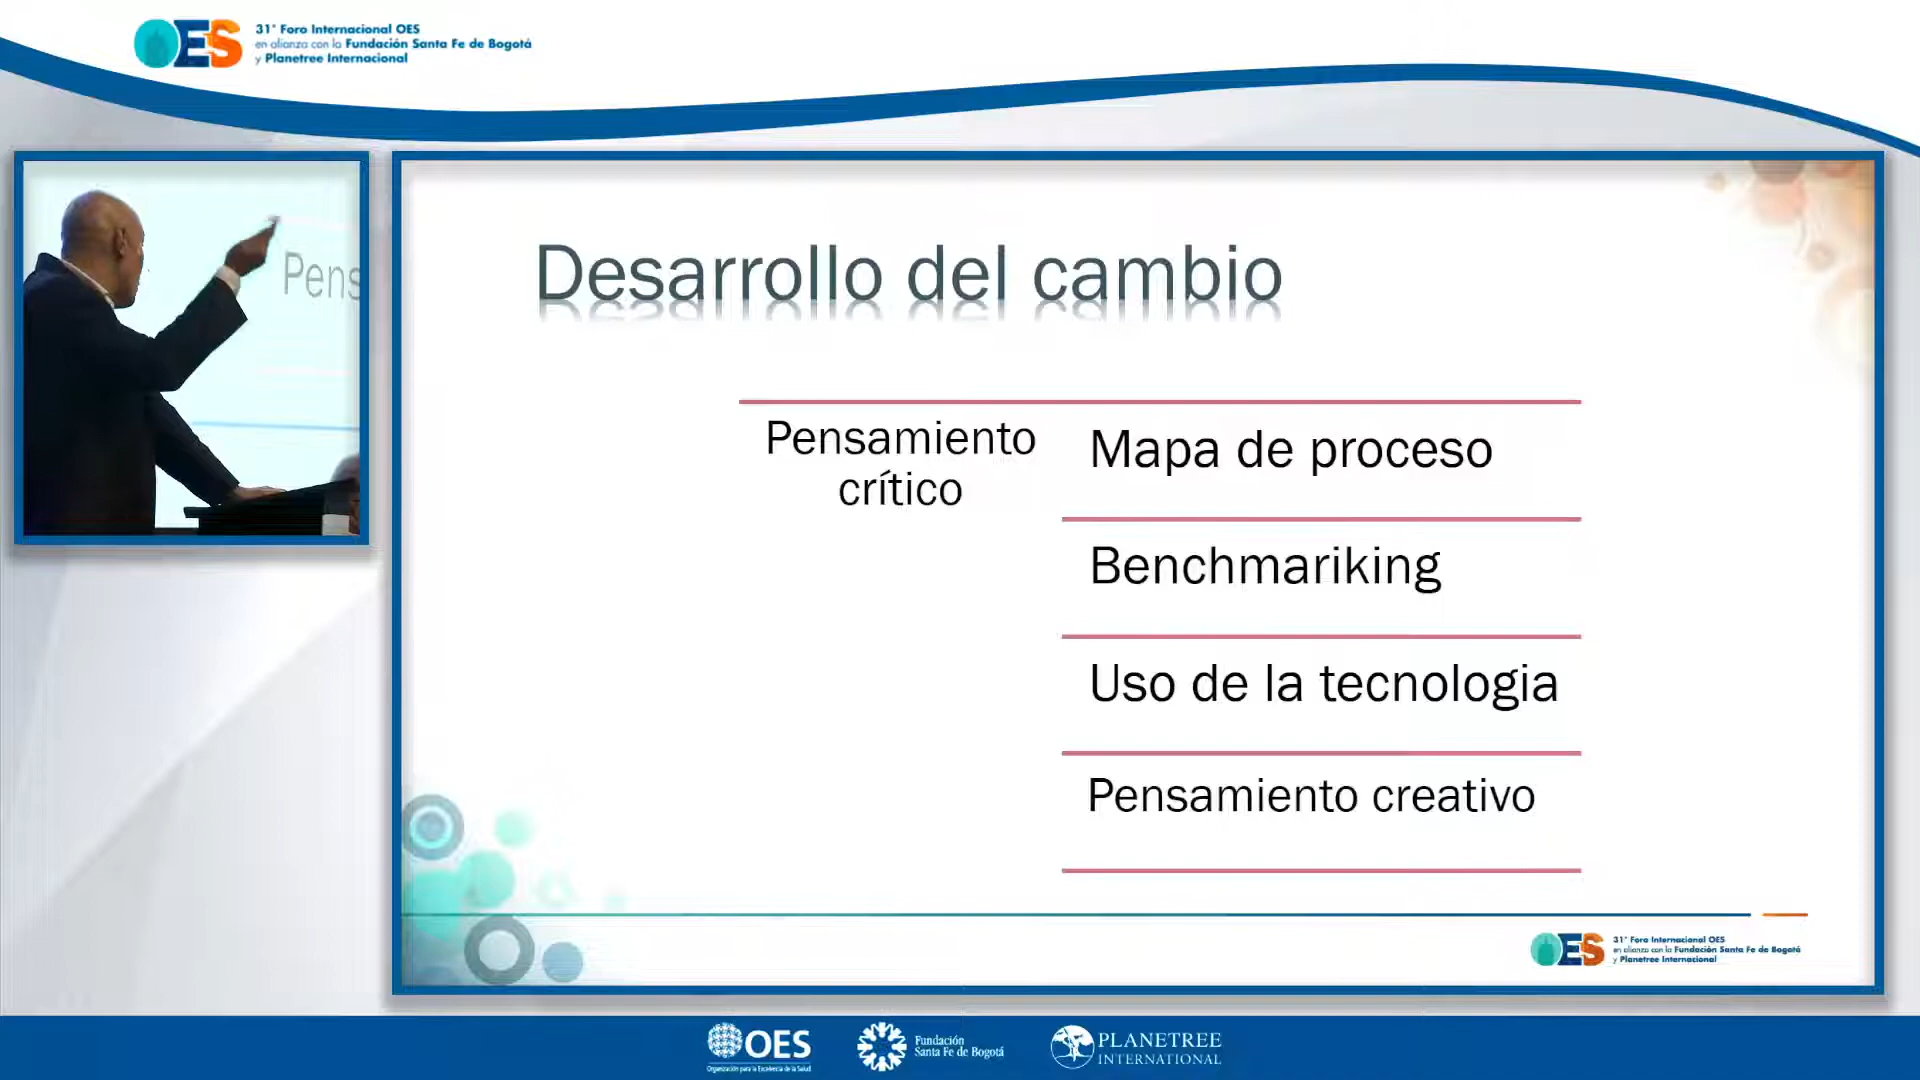 OES
31° Foro Internacional OES
en alianza con la Fundación Santa Fe de Bogotá
y Planetree Internacional
Pens
Desarrollo del cambio
Pensamiento
crítico
Mapa de proceso
Benchmariking
Uso de la tecnologia
Pensamiento creativo
OES
31° Foro Internacional OES
en alianza con la Fundación Santa Fe de Bogotá
y Planetree Internacional
OES
Organización para la Excelencia de la Salud
Fundación
Santa Fe de Bogotá
PLANETREE
INTERNATIONAL